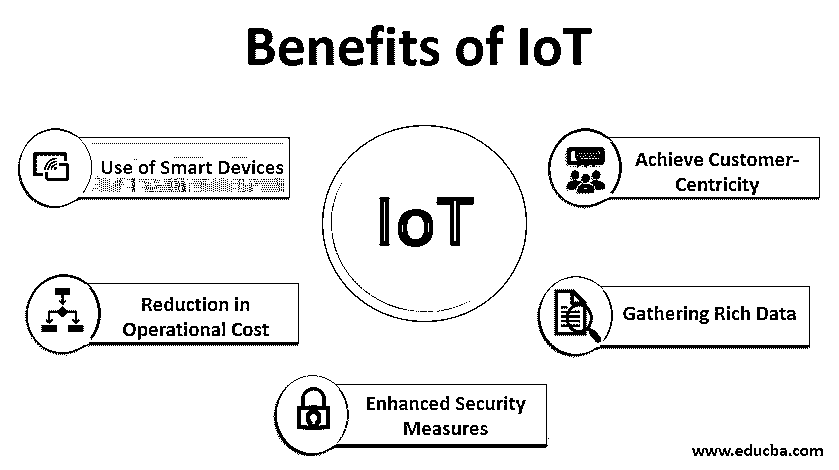 Benefits of IoT
Use of Smart Devices
Achieve Customer-
Centricity
IoT
Reduction in
Operational Cost
Gathering Rich Data
Enhanced Security
Measures
www.educba.com